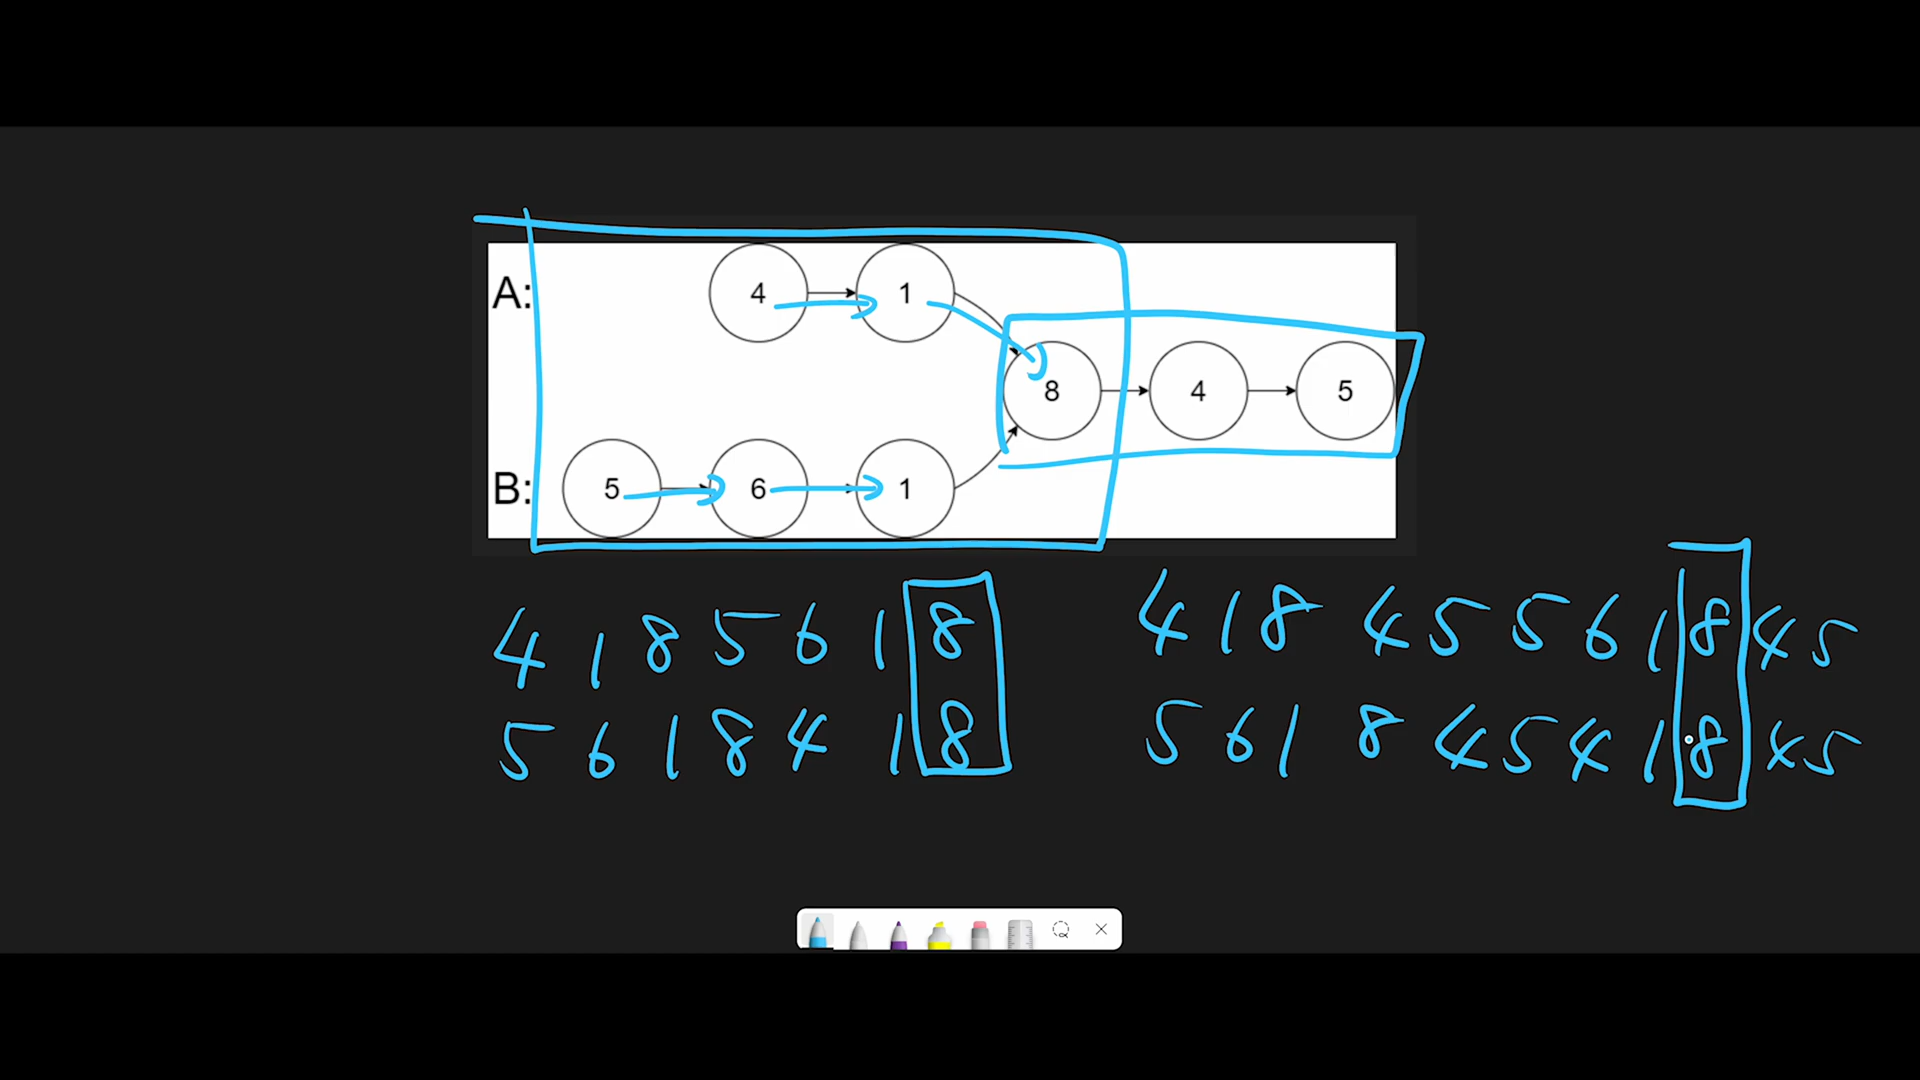 A: 4 1
8 4 5
B: 5 6 1
4 1 8 5 6 1 8
5 6 1 8 4 1 8
4 1 8 4 5 5 6 1 8 4 5
5 6 1 8 4 5 4 1 8 4 5